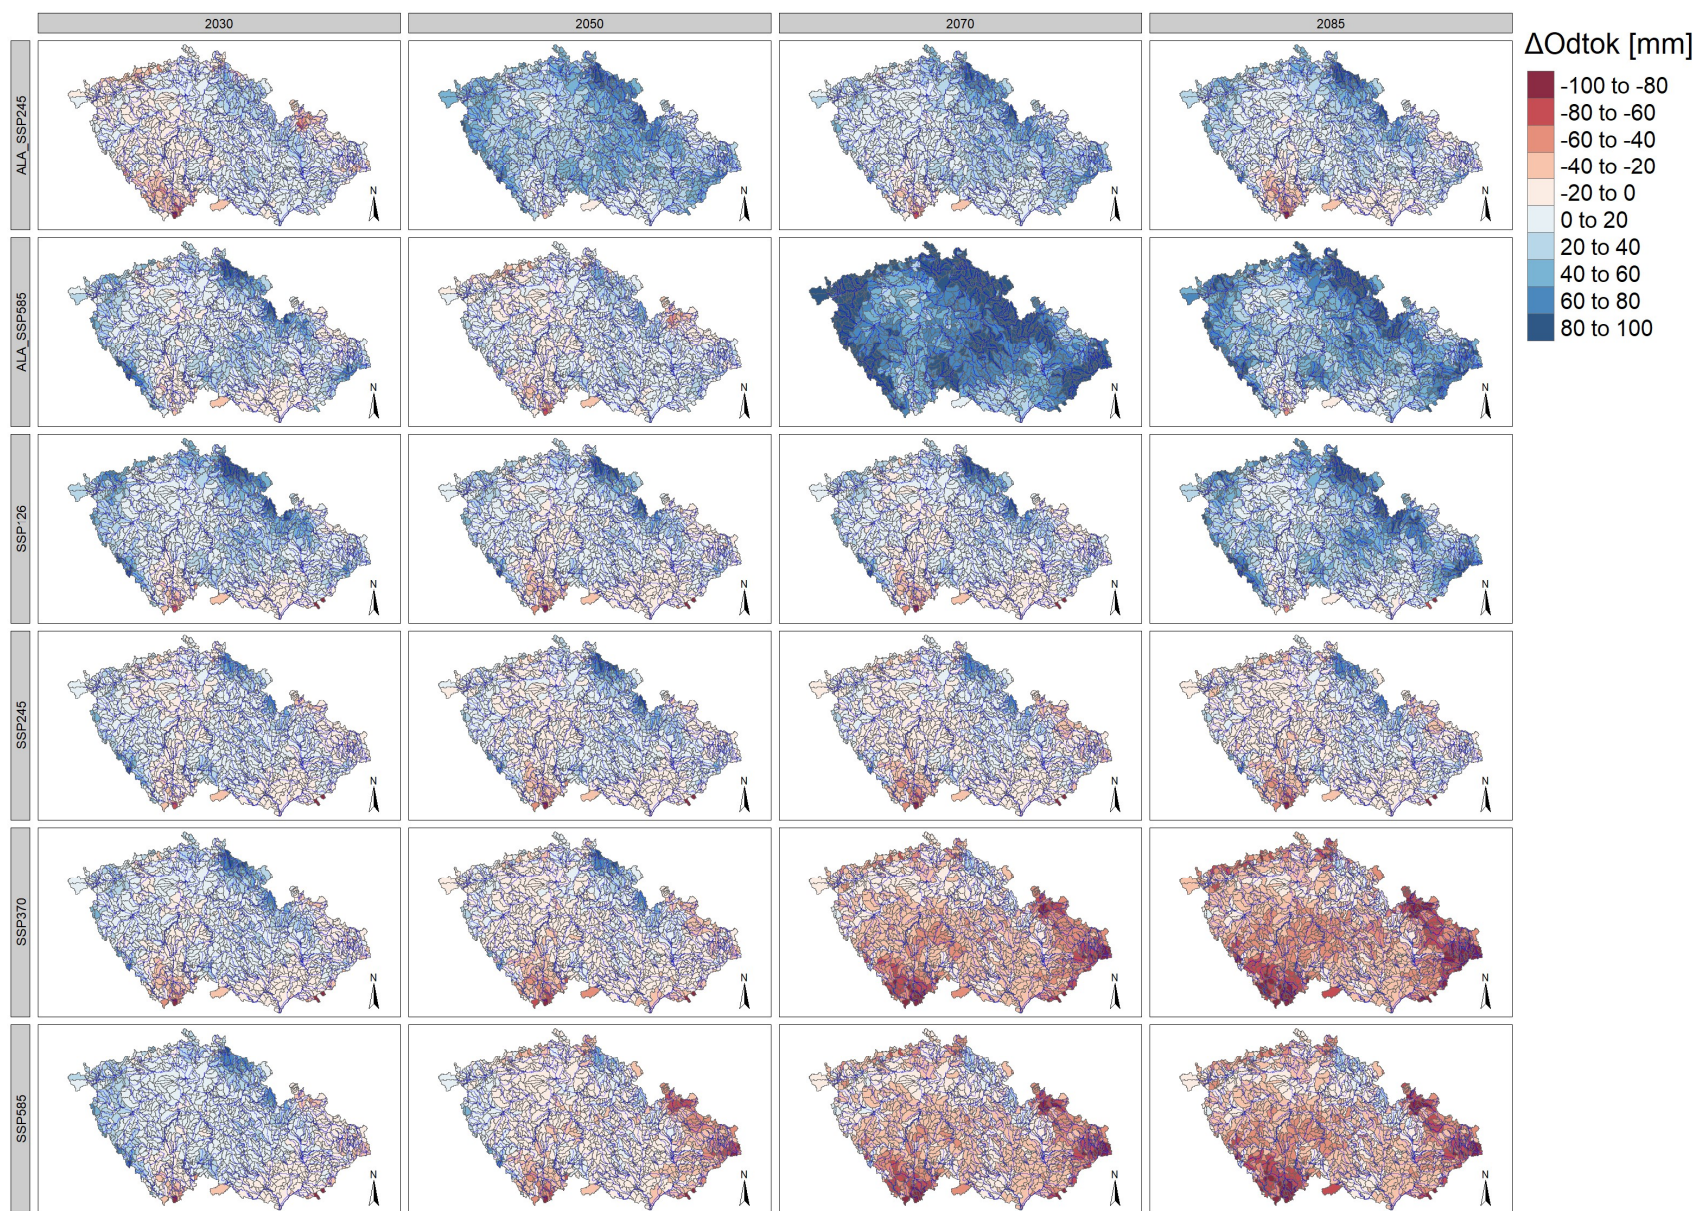 2030
2050
2070
2085
ΔOdtok [mm]
-100 to -80
-80 to -60
-60 to -40
-40 to -20
-20 to 0
0 to 20
20 to 40
40 to 60
60 to 80
80 to 100
ALA_SSP245
N
N
N
N
ALA_SSP585
N
N
N
N
SSP126
N
N
N
N
SSP245
N
N
N
N
SSP370
N
N
N
N
SSP585
N
N
N
N